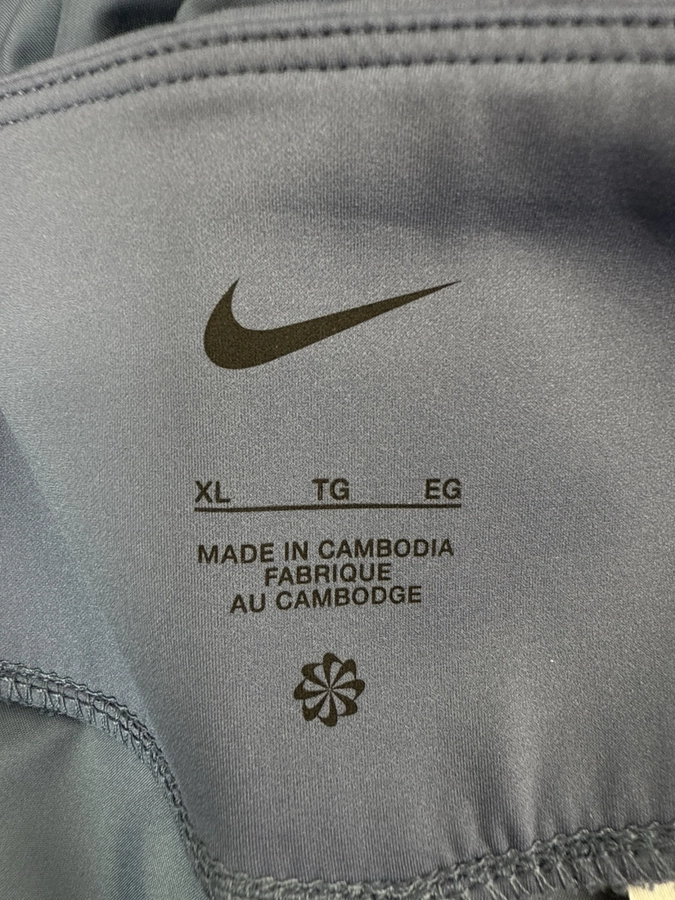 XL TG EG
MADE IN CAMBODIA
FABRIQUE
AU CAMBODGE